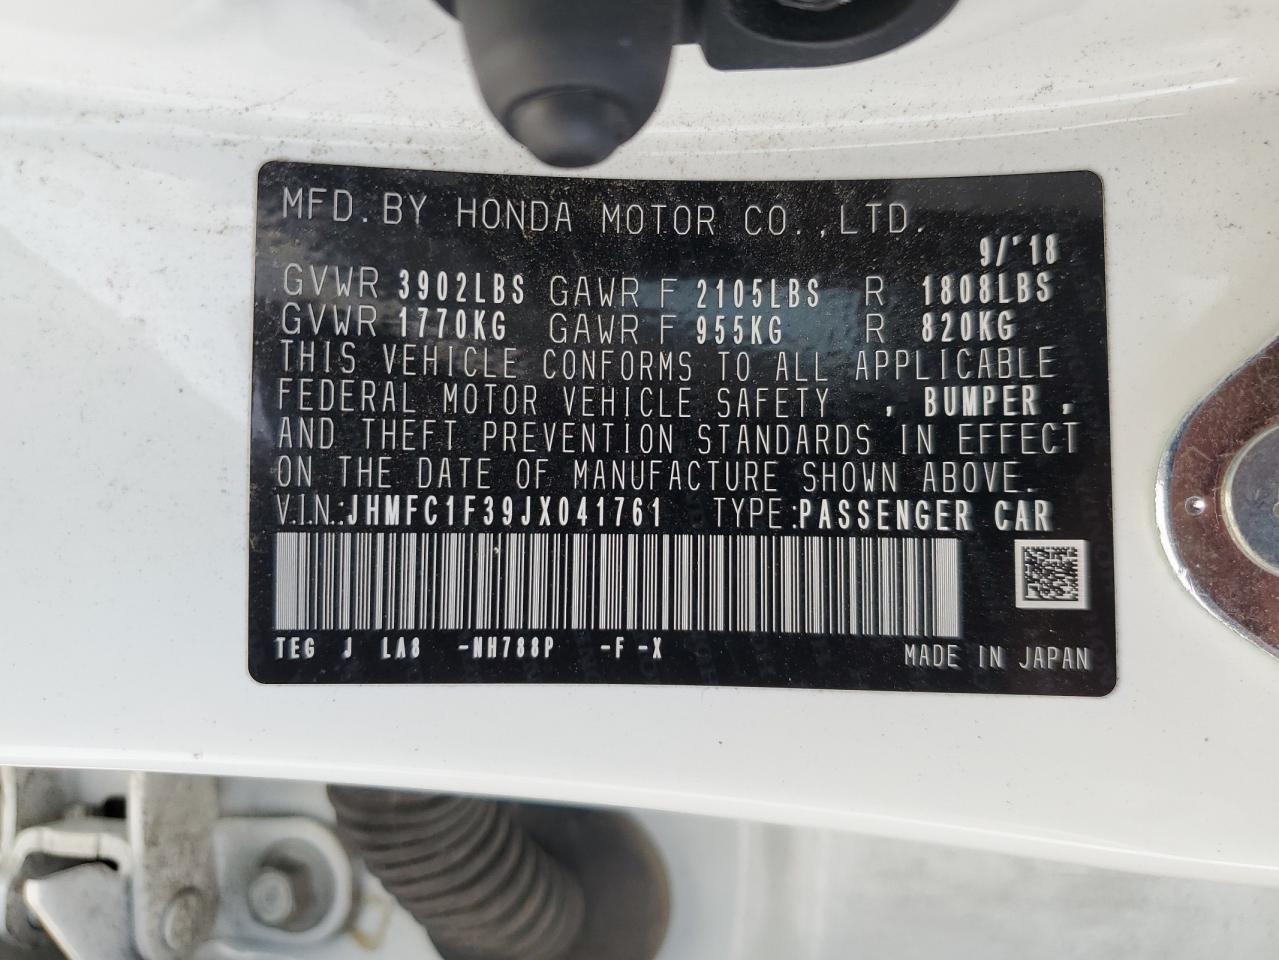 MFD. BY HONDA MOTOR CO., LTD.
9/'18
GVWR 3902LBS GAWR F 2105LBS R 1808LBS
GVWR 1770KG GAWR F 955KG R 820KG
THIS VEHICLE CONFORMS TO ALL APPLICABLE
FEDERAL MOTOR VEHICLE SAFETY , BUMPER ,
AND THEFT PREVENTION STANDARDS IN EFFECT
ON THE DATE OF MANUFACTURE SHOWN ABOVE.
V.I.N.:JHMFC1F39JX041761 TYPE:PASSENGER CAR
TEG J LA8 -NH788P -F -X
MADE IN JAPAN